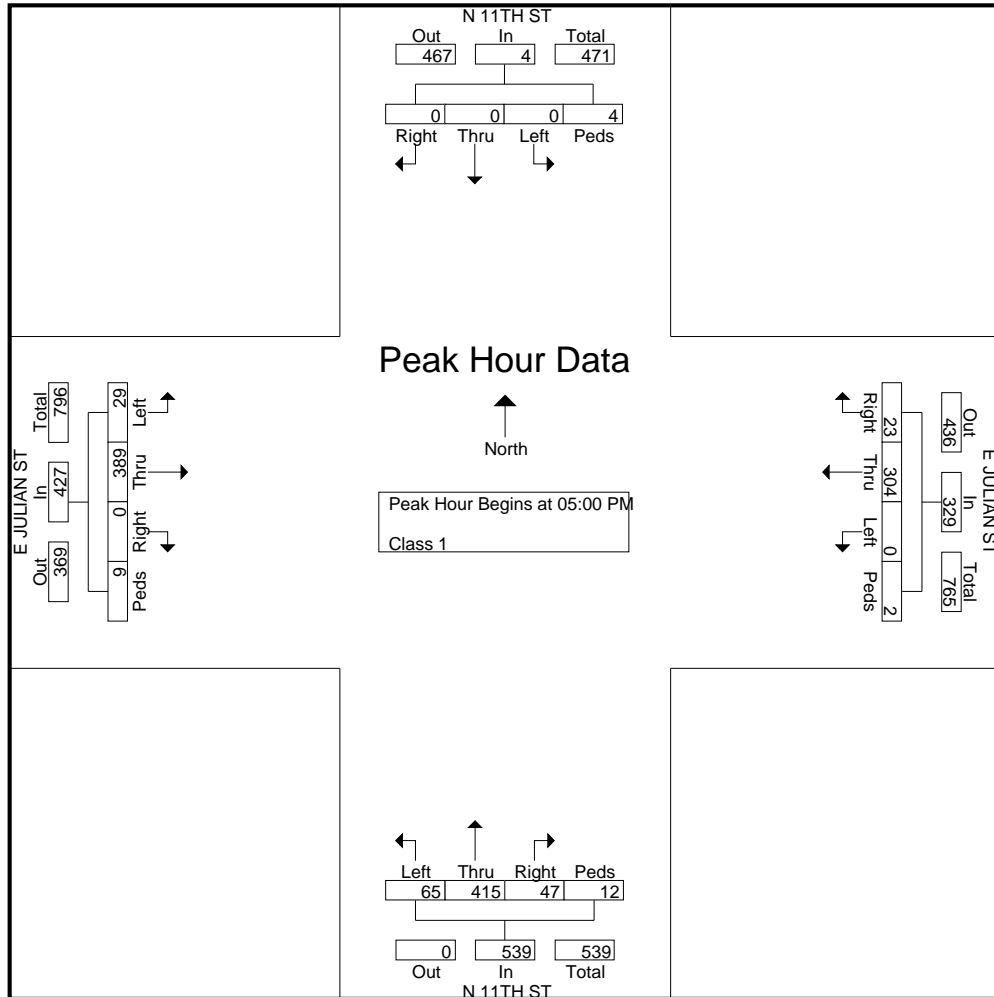 N 11TH ST
Out In Total
467 4 471
0 0 0 4
Right Thru Left Peds
Peak Hour Data
North
Peak Hour Begins at 05:00 PM
Class 1
E JULIAN ST
Total In Out
796 427 369
29 389 0 9
Left Thru Right Peds
E JULIAN ST
Out In Total
436 329 765
23 304 0 2
Right Thru Left Peds
Left Thru Right Peds
65 415 47 12
0 539 539
Out In Total
N 11TH ST